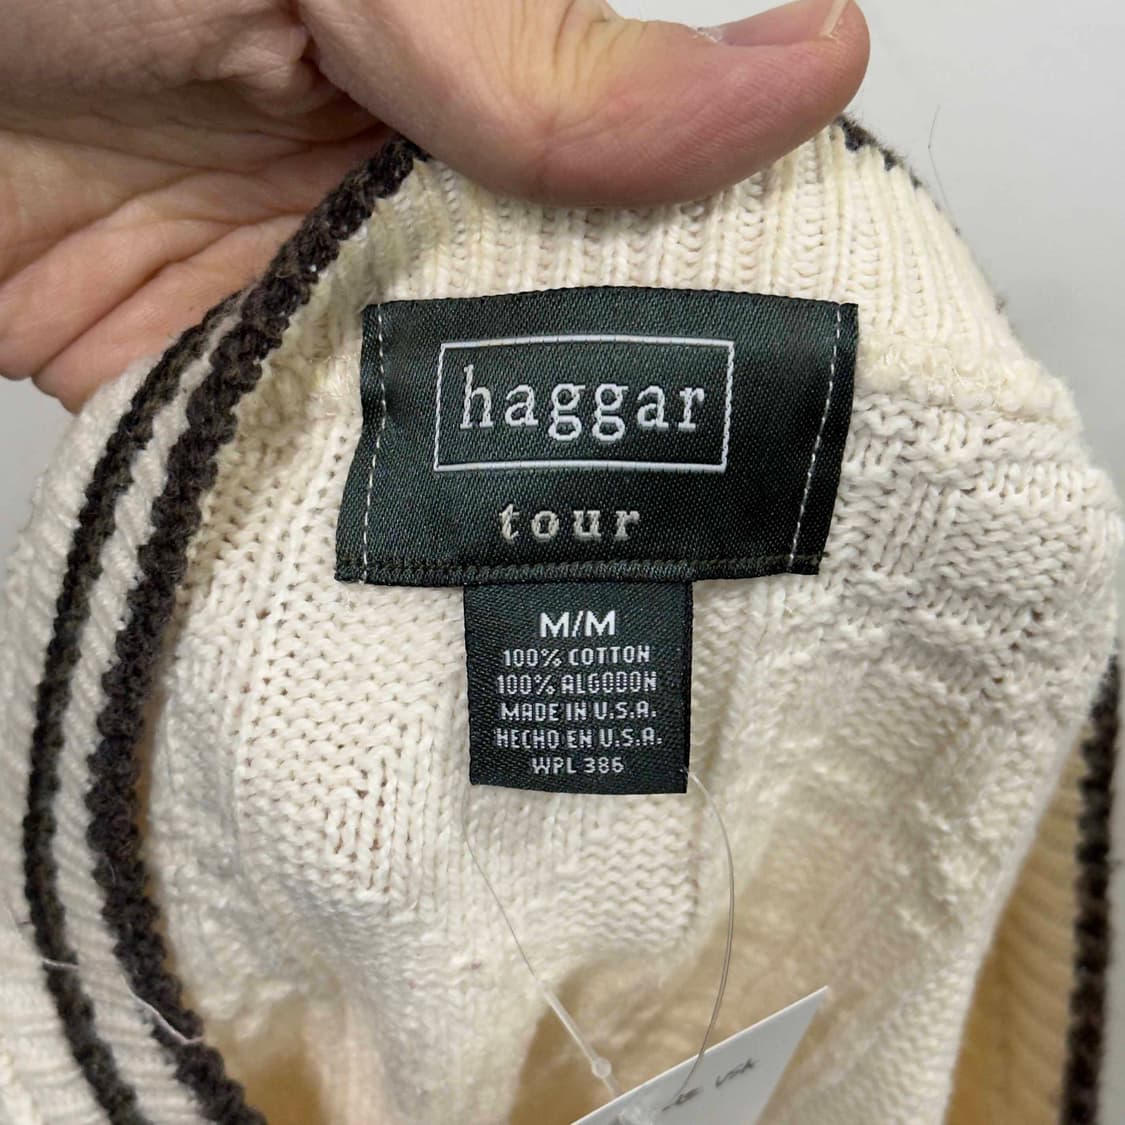 haggar
tour
M/M
100% COTTON
100% ALGODON
MADE IN U.S.A.
HECHO EN U.S.A.
WPL 386